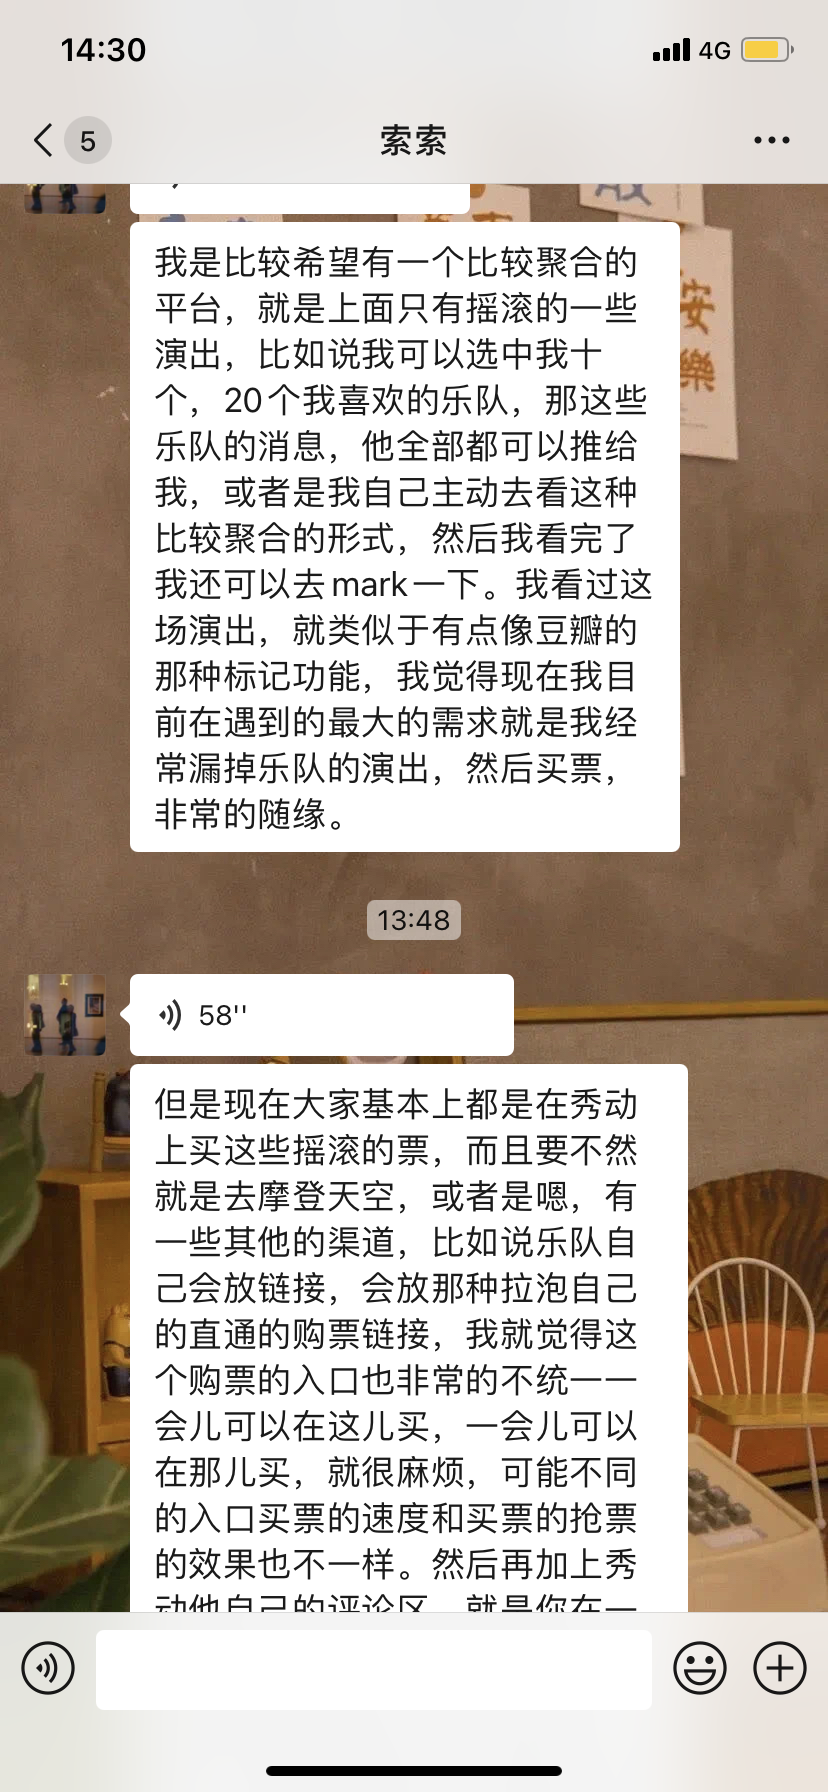 14:30
4G
5
索索
安
樂
我是比较希望有一个比较聚合的
平台，就是上面只有摇滚的一些
演出，比如说我可以选中我十
个，20个我喜欢的乐队，那这些
乐队的消息，他全部都可以推给
我，或者是我自己主动去看这种
比较聚合的形式，然后我看完了
我还可以去mark一下。我看过这
场演出，就类似于有点像豆瓣的
那种标记功能，我觉得现在我目
前在遇到的最大的需求就是我经
常漏掉乐队的演出，然后买票，
非常的随缘。
13:48
58''
但是现在大家基本上都是在秀动
上买这些摇滚的票，而且要不然
就是去摩登天空，或者是嗯，有
一些其他的渠道，比如说乐队自
己会放链接，会放那种拉泡自己
的直通的购票链接，我就觉得这
个购票的入口也非常的不统一一
会儿可以在这儿买，一会儿可以
在那儿买，就很麻烦，可能不同
的入口买票的速度和买票的抢票
的效果也不一样。然后再加上秀
动他自己的评论区，就是你在一